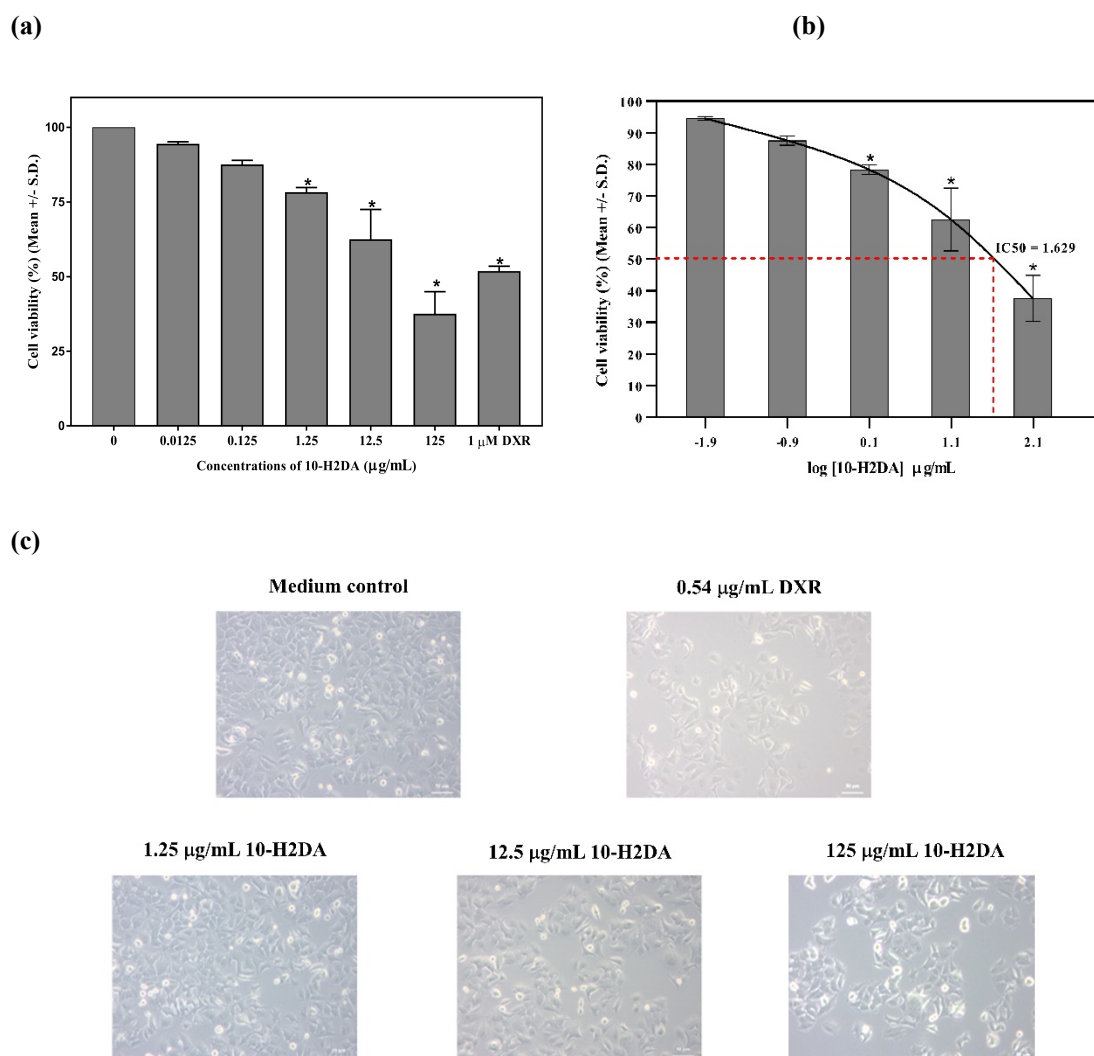 (a)
(b)
Cell viability (%) (Mean +/- S.D.)
100
75
50
25
0
*
*
*
*
0 0.0125 0.125 1.25 12.5 125 1 μM DXR
Concentrations of 10-H2DA (μg/mL)
Cell viability (%) (Mean +/- S.D.)
100
90
80
70
60
50
40
30
20
10
0
*
*
*
IC50 = 1.629
-1.9 -0.9 0.1 1.1 2.1
log [10-H2DA] μg/mL
(c)
Medium control
0.54 μg/mL DXR
1.25 μg/mL 10-H2DA
12.5 μg/mL 10-H2DA
125 μg/mL 10-H2DA